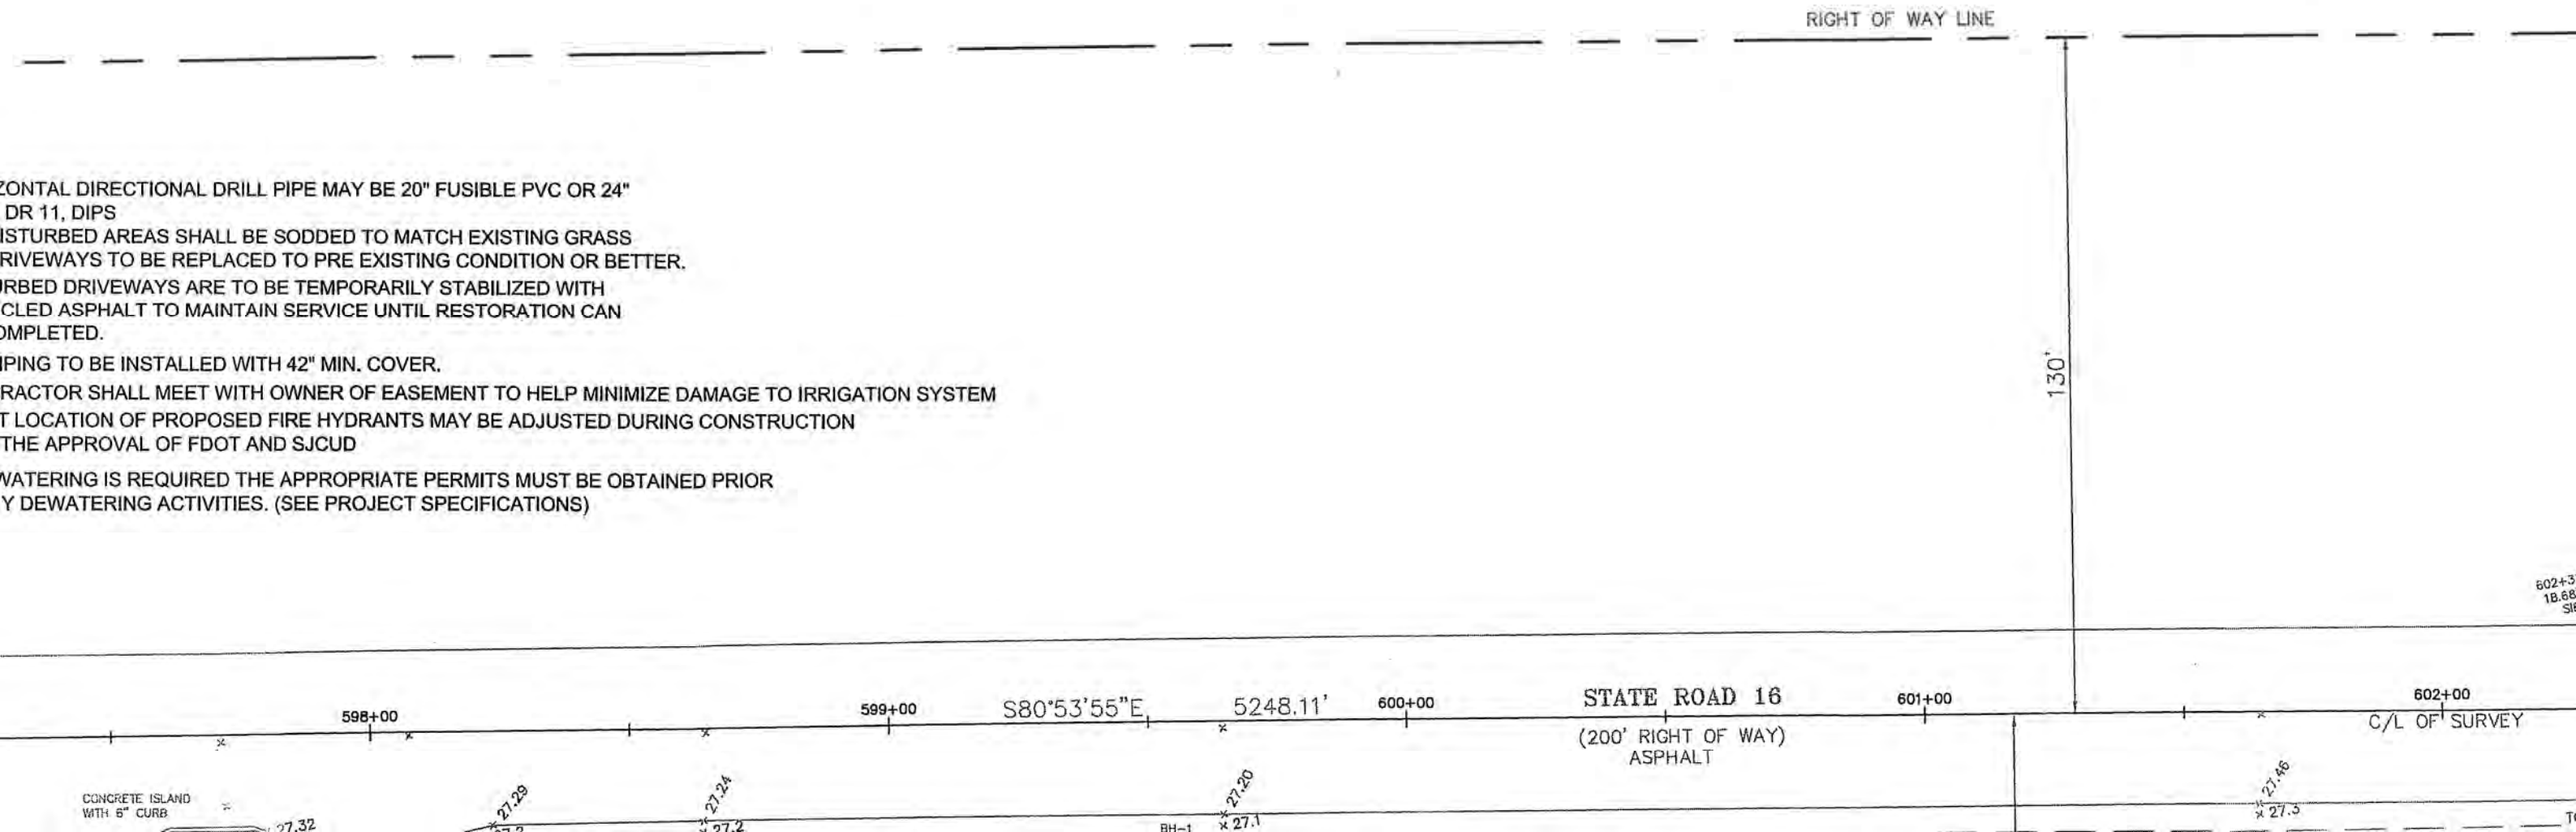 RIGHT OF WAY LINE
ZONTAL DIRECTIONAL DRILL PIPE MAY BE 20" FUSIBLE PVC OR 24"
DR 11, DIPS
ISTURBED AREAS SHALL BE SODDED TO MATCH EXISTING GRASS
RIVEWAYS TO BE REPLACED TO PRE EXISTING CONDITION OR BETTER.
RBED DRIVEWAYS ARE TO BE TEMPORARILY STABILIZED WITH
CLED ASPHALT TO MAINTAIN SERVICE UNTIL RESTORATION CAN
OMPLETED.
IPING TO BE INSTALLED WITH 42" MIN. COVER.
RACTOR SHALL MEET WITH OWNER OF EASEMENT TO HELP MINIMIZE DAMAGE TO IRRIGATION SYSTEM
T LOCATION OF PROPOSED FIRE HYDRANTS MAY BE ADJUSTED DURING CONSTRUCTION
THE APPROVAL OF FDOT AND SJCUD
WATERING IS REQUIRED THE APPROPRIATE PERMITS MUST BE OBTAINED PRIOR
Y DEWATERING ACTIVITIES. (SEE PROJECT SPECIFICATIONS)
130'
602+3
18.68
598+00
599+00
S80°53'55"E
5248.11'
600+00
STATE ROAD 16
(200' RIGHT OF WAY)
ASPHALT
601+00
602+00
C/L OF SURVEY
CONCRETE ISLAND
WITH 6" CURB
27.32
27.29
27.24
27.2
27.20
BH-1
27.1
27.46
27.3